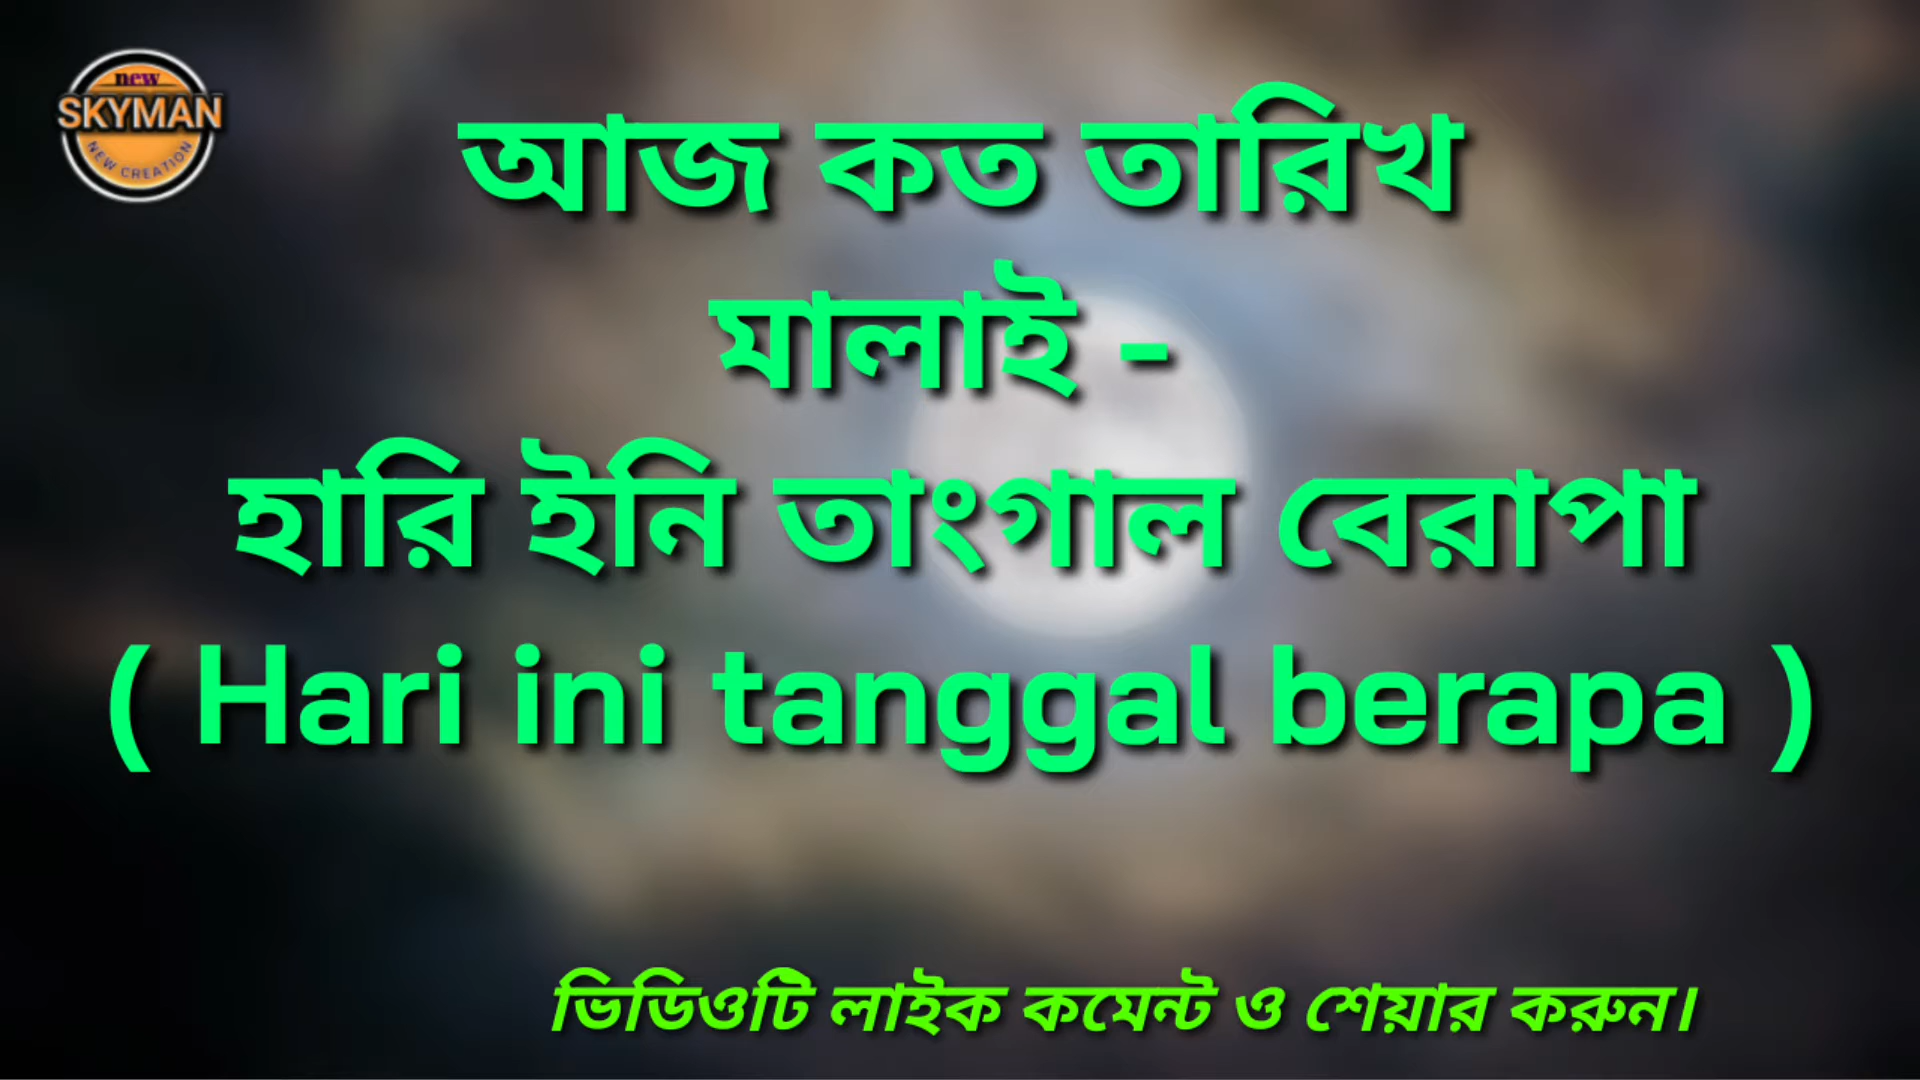 new
SKYMAN
NEW CREATION
আজ কত তারিখ
মালাই -
হারি ইনি তাংগাল বেরাপা
( Hari ini tanggal berapa )
ভিডিওটি লাইক কমেন্ট ও শেয়ার করুন।